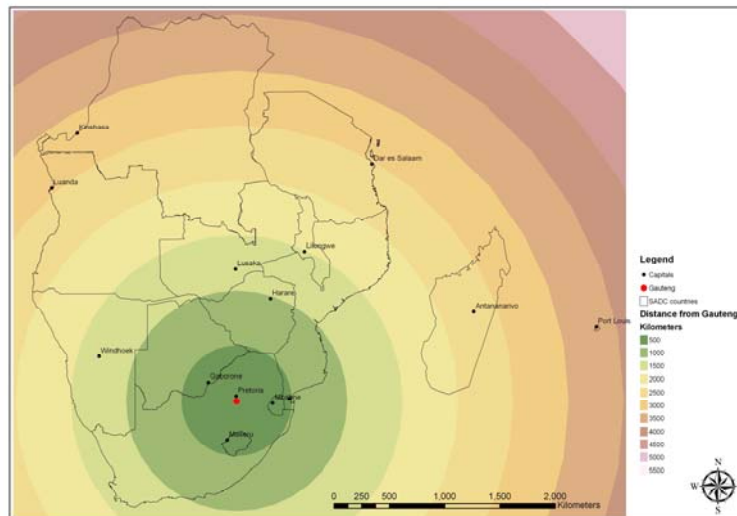 Kinshasa
Dar es Salaam
Luanda
Lilongwe
Lusaka
Harare
Antananarivo
Port Louis
Windhoek
Gaborone
Pretoria
Mbabane
Maseru
Legend
Capitals
Gauteng
SADC countries
Distance from Gauteng
Kilometers
500
1000
1500
2000
2500
3000
3500
4000
4500
5000
5500
N
W E
S
0 250 500 1,000 1,500 2,000
Kilometers